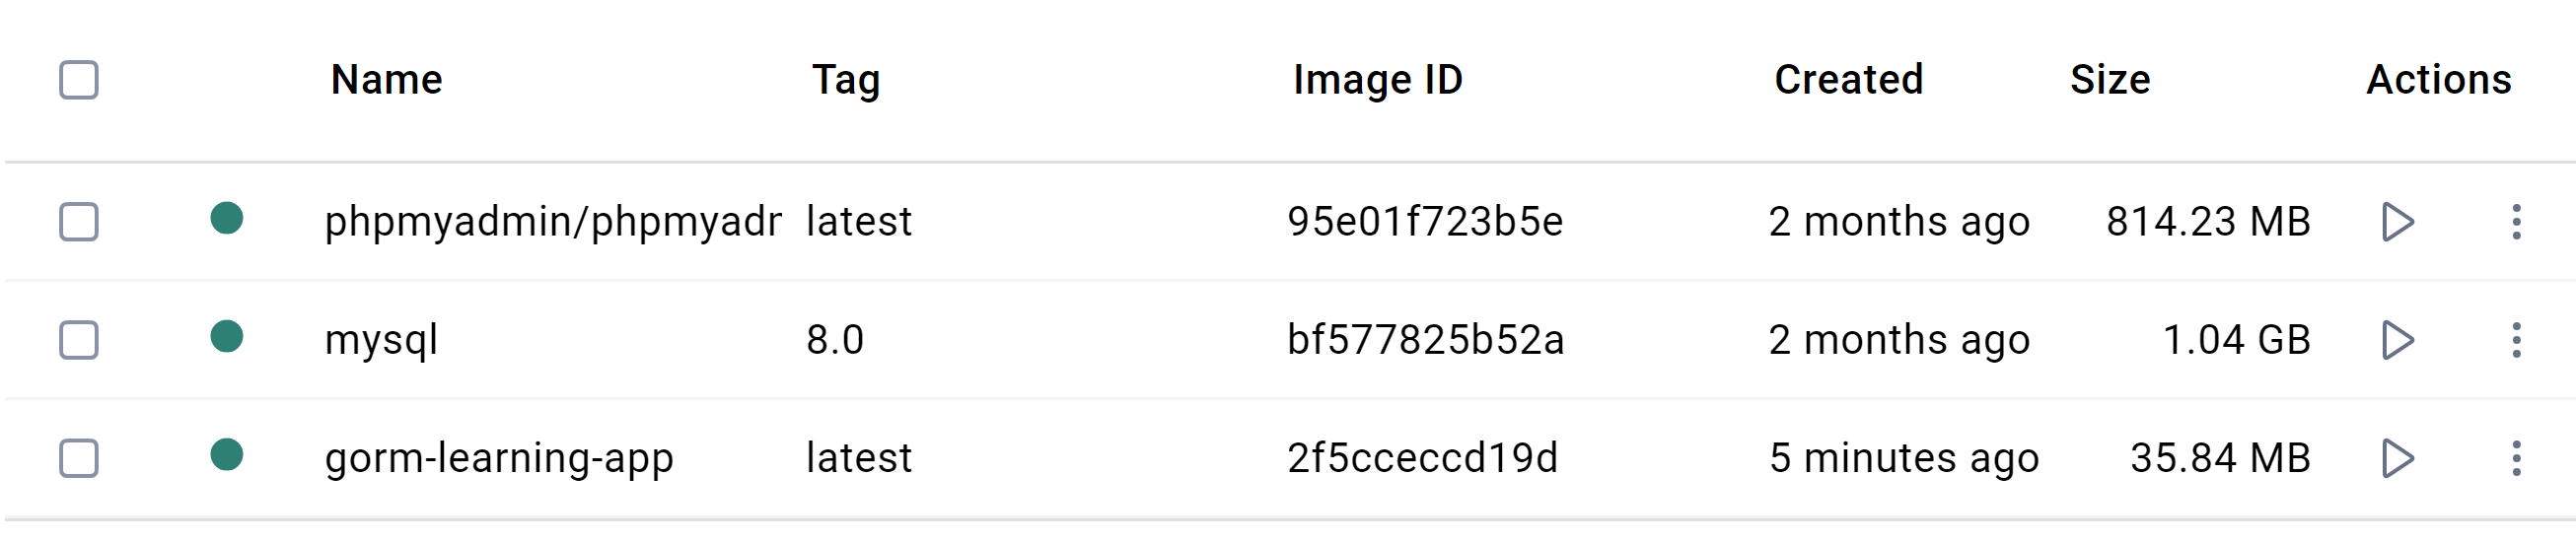 Name Tag Image ID Created Size Actions
phpmyadmin/phpmyadr latest 95e01f723b5e 2 months ago 814.23 MB
mysql 8.0 bf577825b52a 2 months ago 1.04 GB
gorm-learning-app latest 2f5cceccd19d 5 minutes ago 35.84 MB